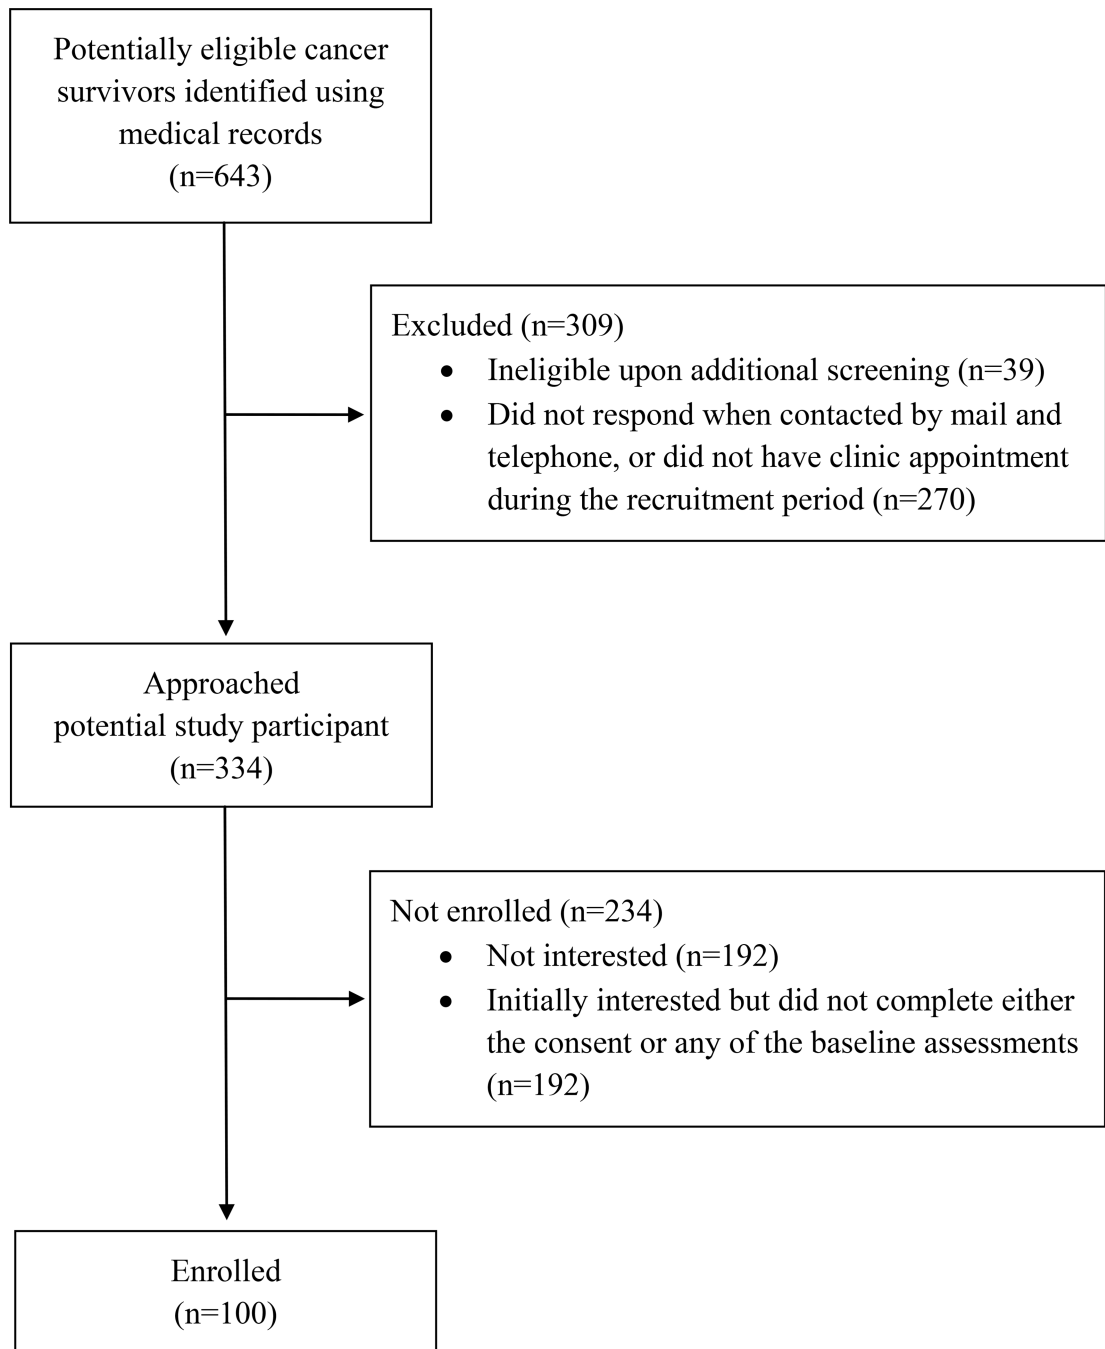 Potentially eligible cancer
survivors identified using
medical records
(n=643)
Excluded (n=309)
• Ineligible upon additional screening (n=39)
• Did not respond when contacted by mail and
telephone, or did not have clinic appointment
during the recruitment period (n=270)
Approached
potential study participant
(n=334)
Not enrolled (n=234)
• Not interested (n=192)
• Initially interested but did not complete either
the consent or any of the baseline assessments
(n=192)
Enrolled
(n=100)